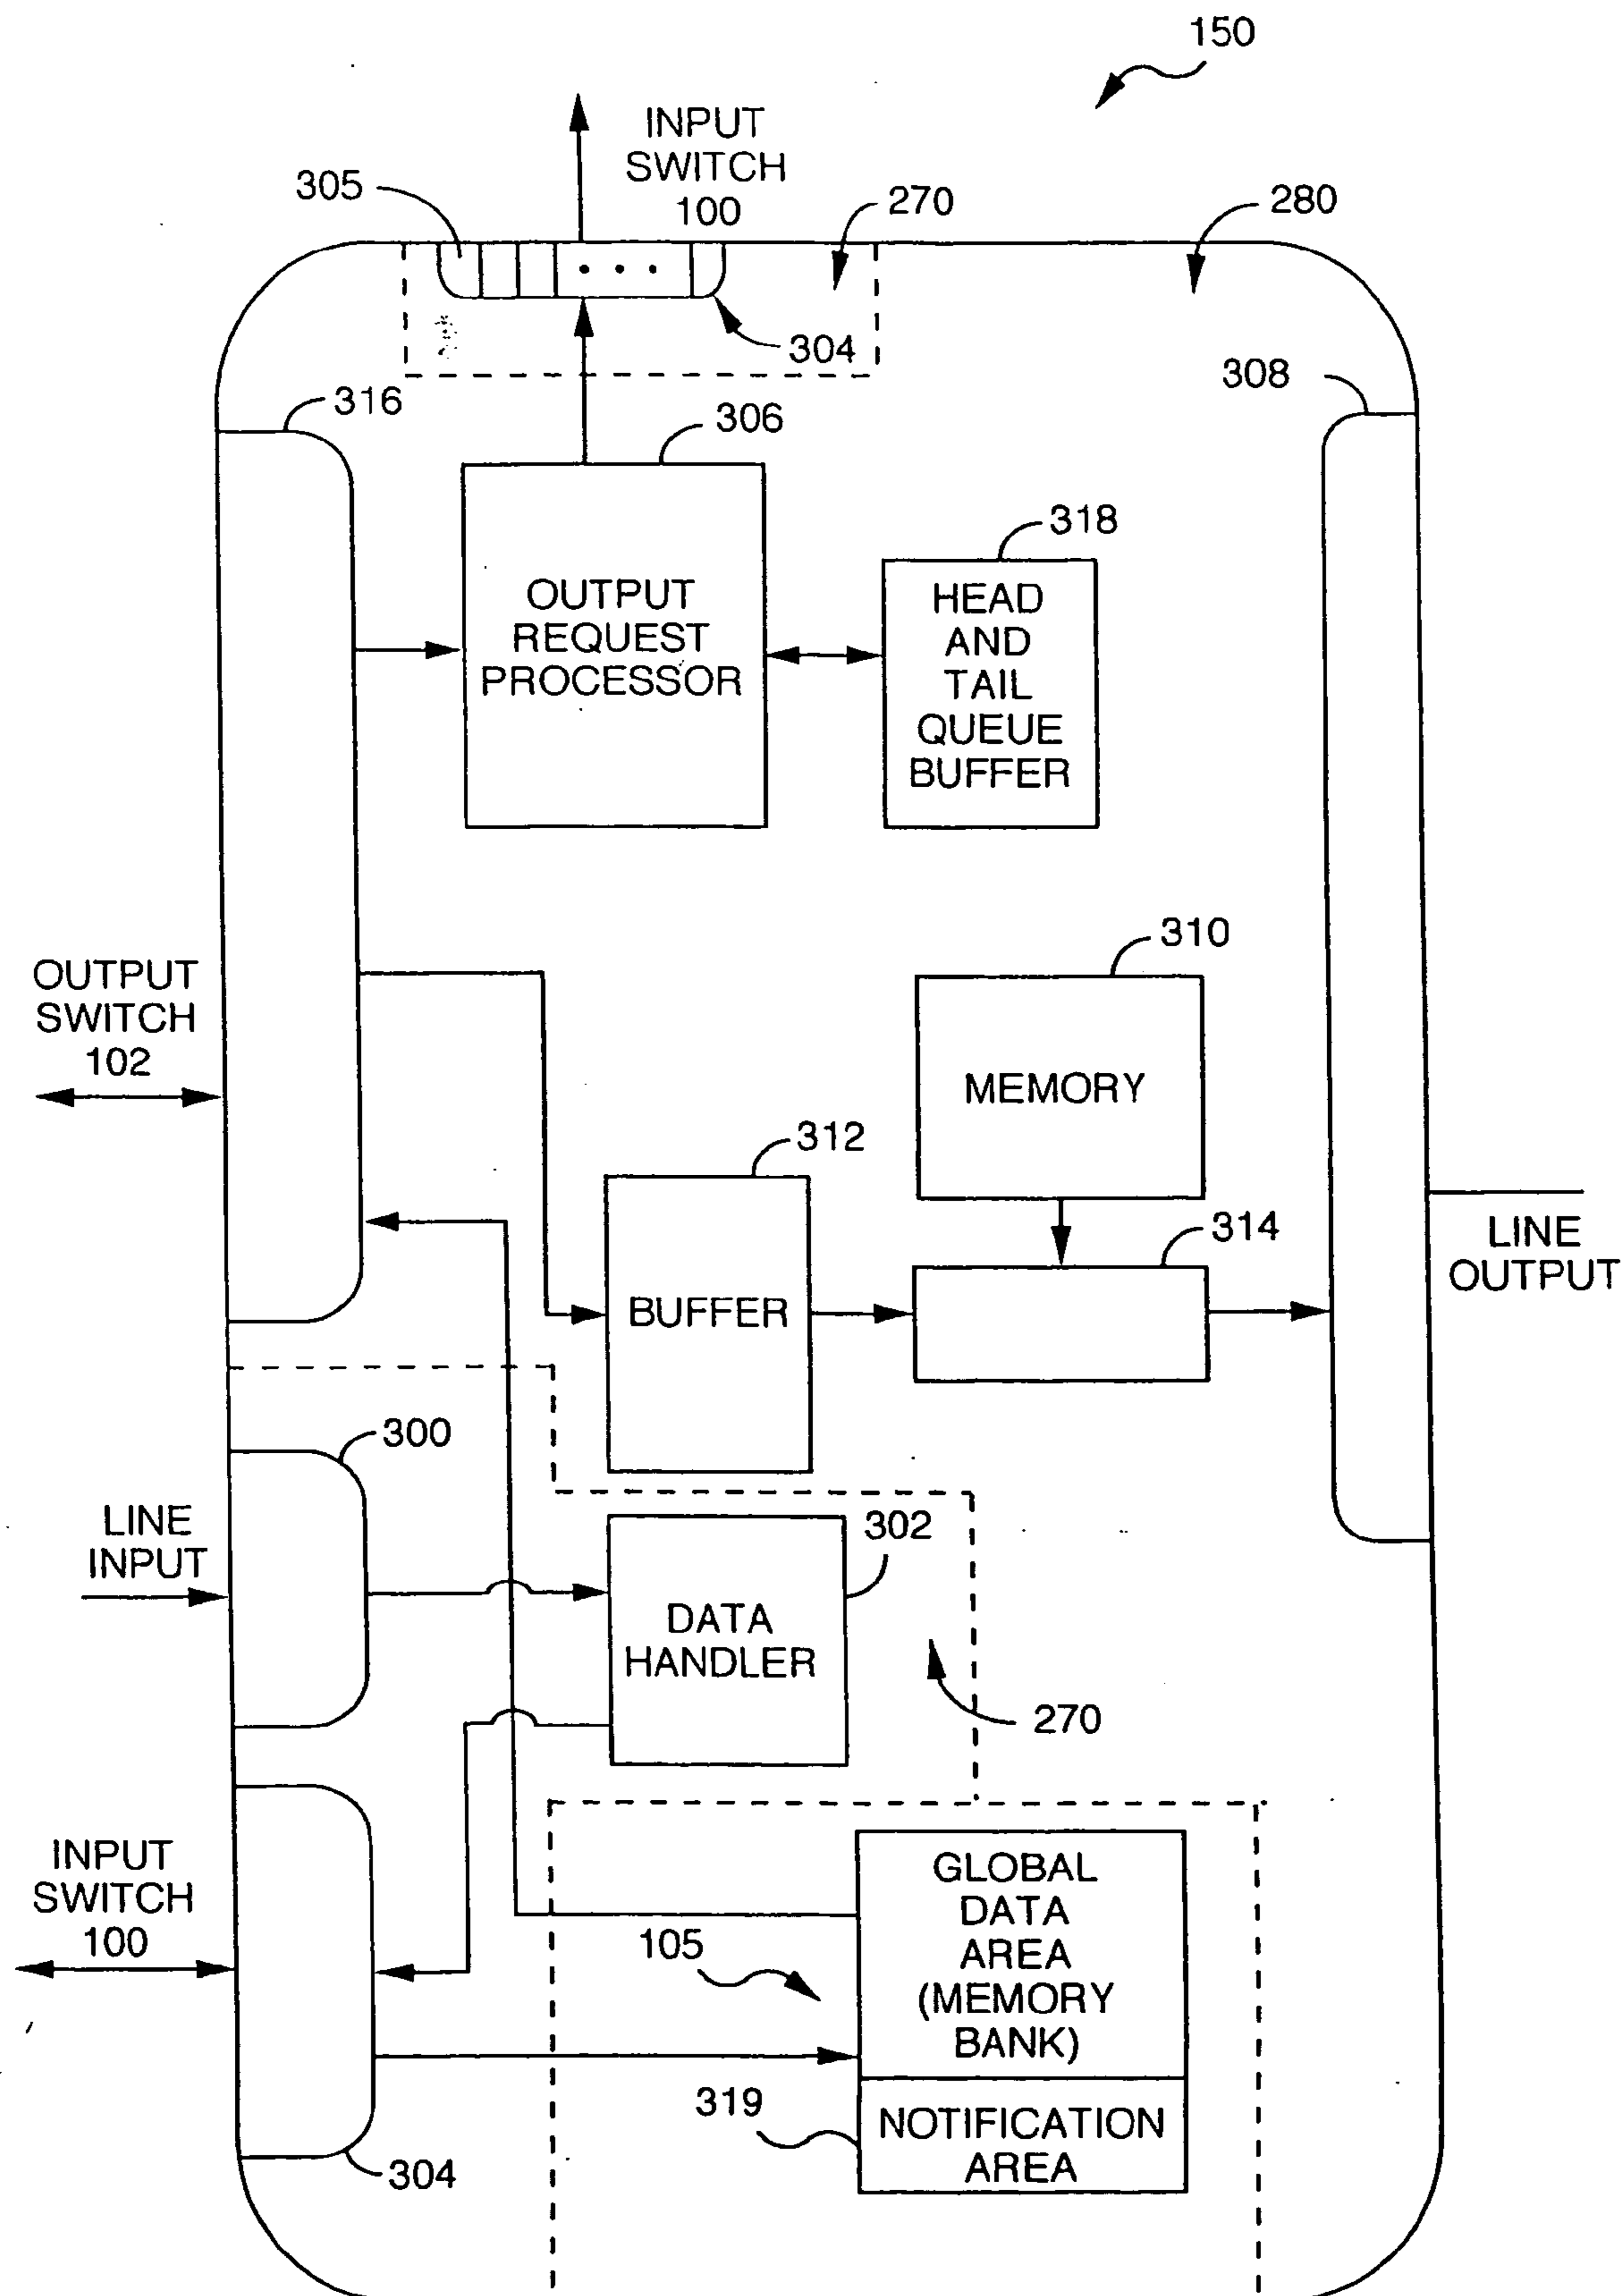 150
INPUT
SWITCH
100
305
270
280
304
308
316
306
318
OUTPUT
REQUEST
PROCESSOR
HEAD
AND
TAIL
QUEUE
BUFFER
310
OUTPUT
SWITCH
102
MEMORY
312
314
LINE
OUTPUT
BUFFER
300
302
LINE
INPUT
DATA
HANDLER
270
INPUT
SWITCH
100
GLOBAL
DATA
AREA
(MEMORY
BANK)
105
319
NOTIFICATION
AREA
304